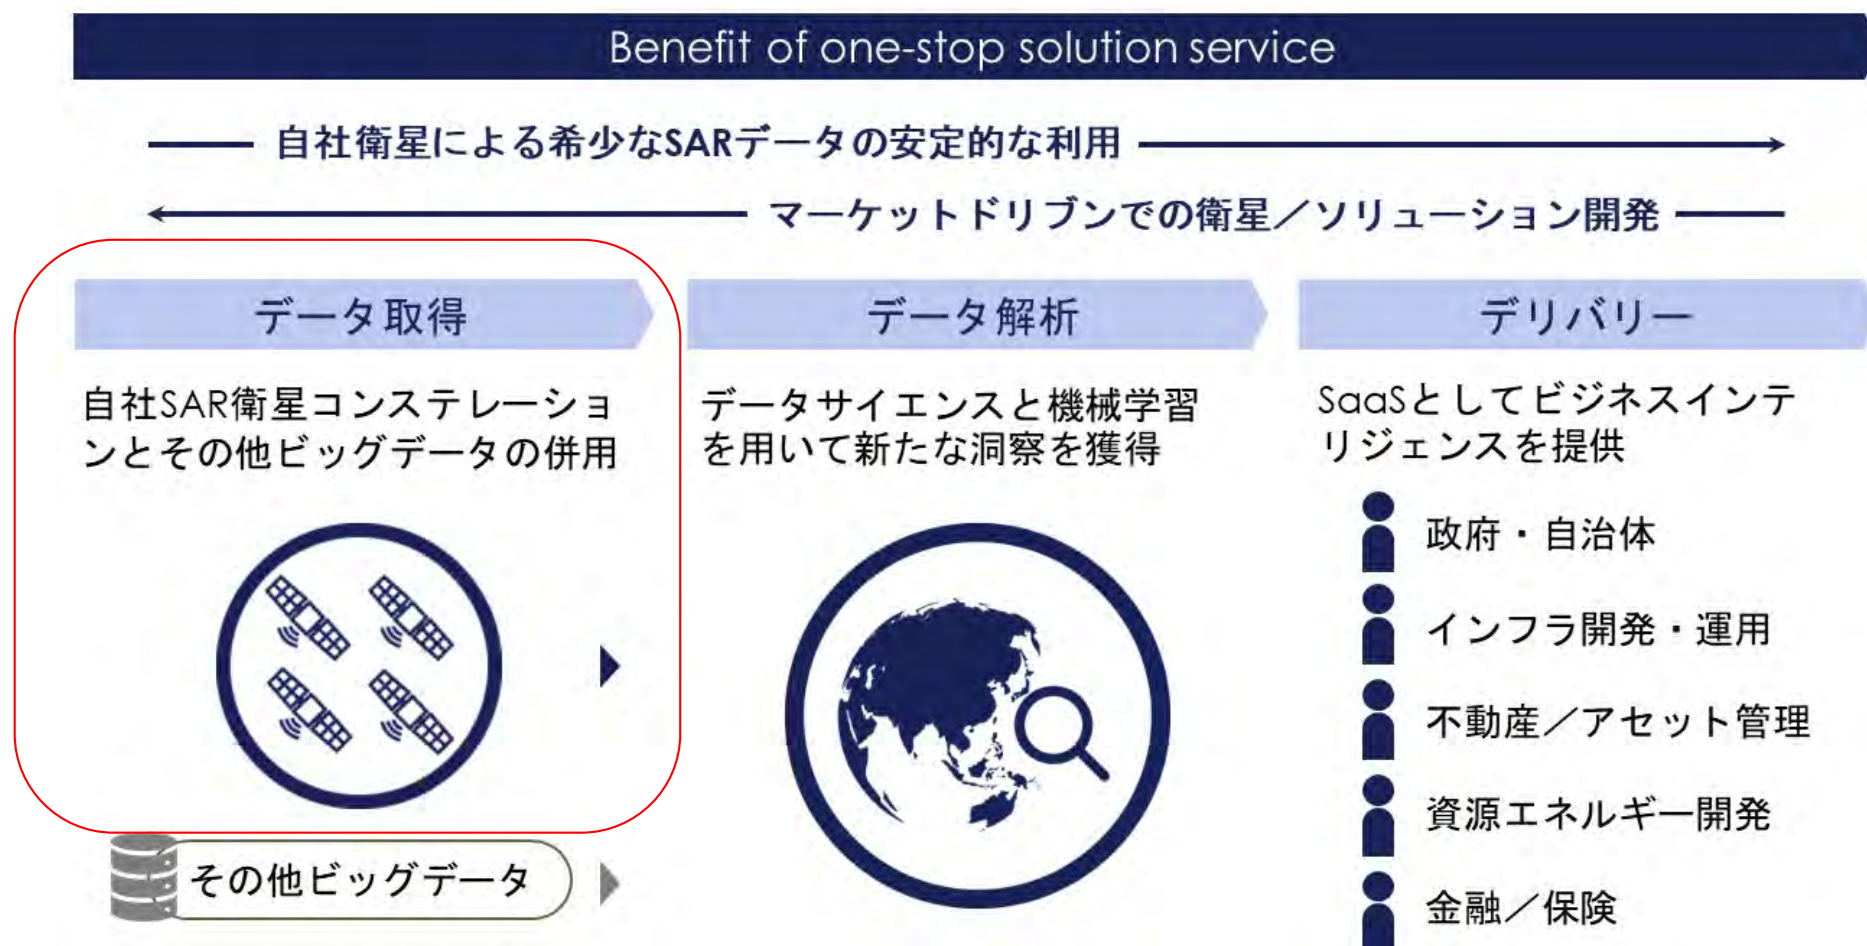 Benefit of one-stop solution service
自社衛星による希少なSARデータの安定的な利用
マーケットドリブンでの衛星／ソリューション開発
データ取得
自社SAR衛星コンステレーショ
ンとその他ビッグデータの併用
その他ビッグデータ
データ解析
データサイエンスと機械学習
を用いて新たな洞察を獲得
デリバリー
SaaSとしてビジネスインテ
リジェンスを提供
政府・自治体
インフラ開発・運用
不動産／アセット管理
資源エネルギー開発
金融／保険